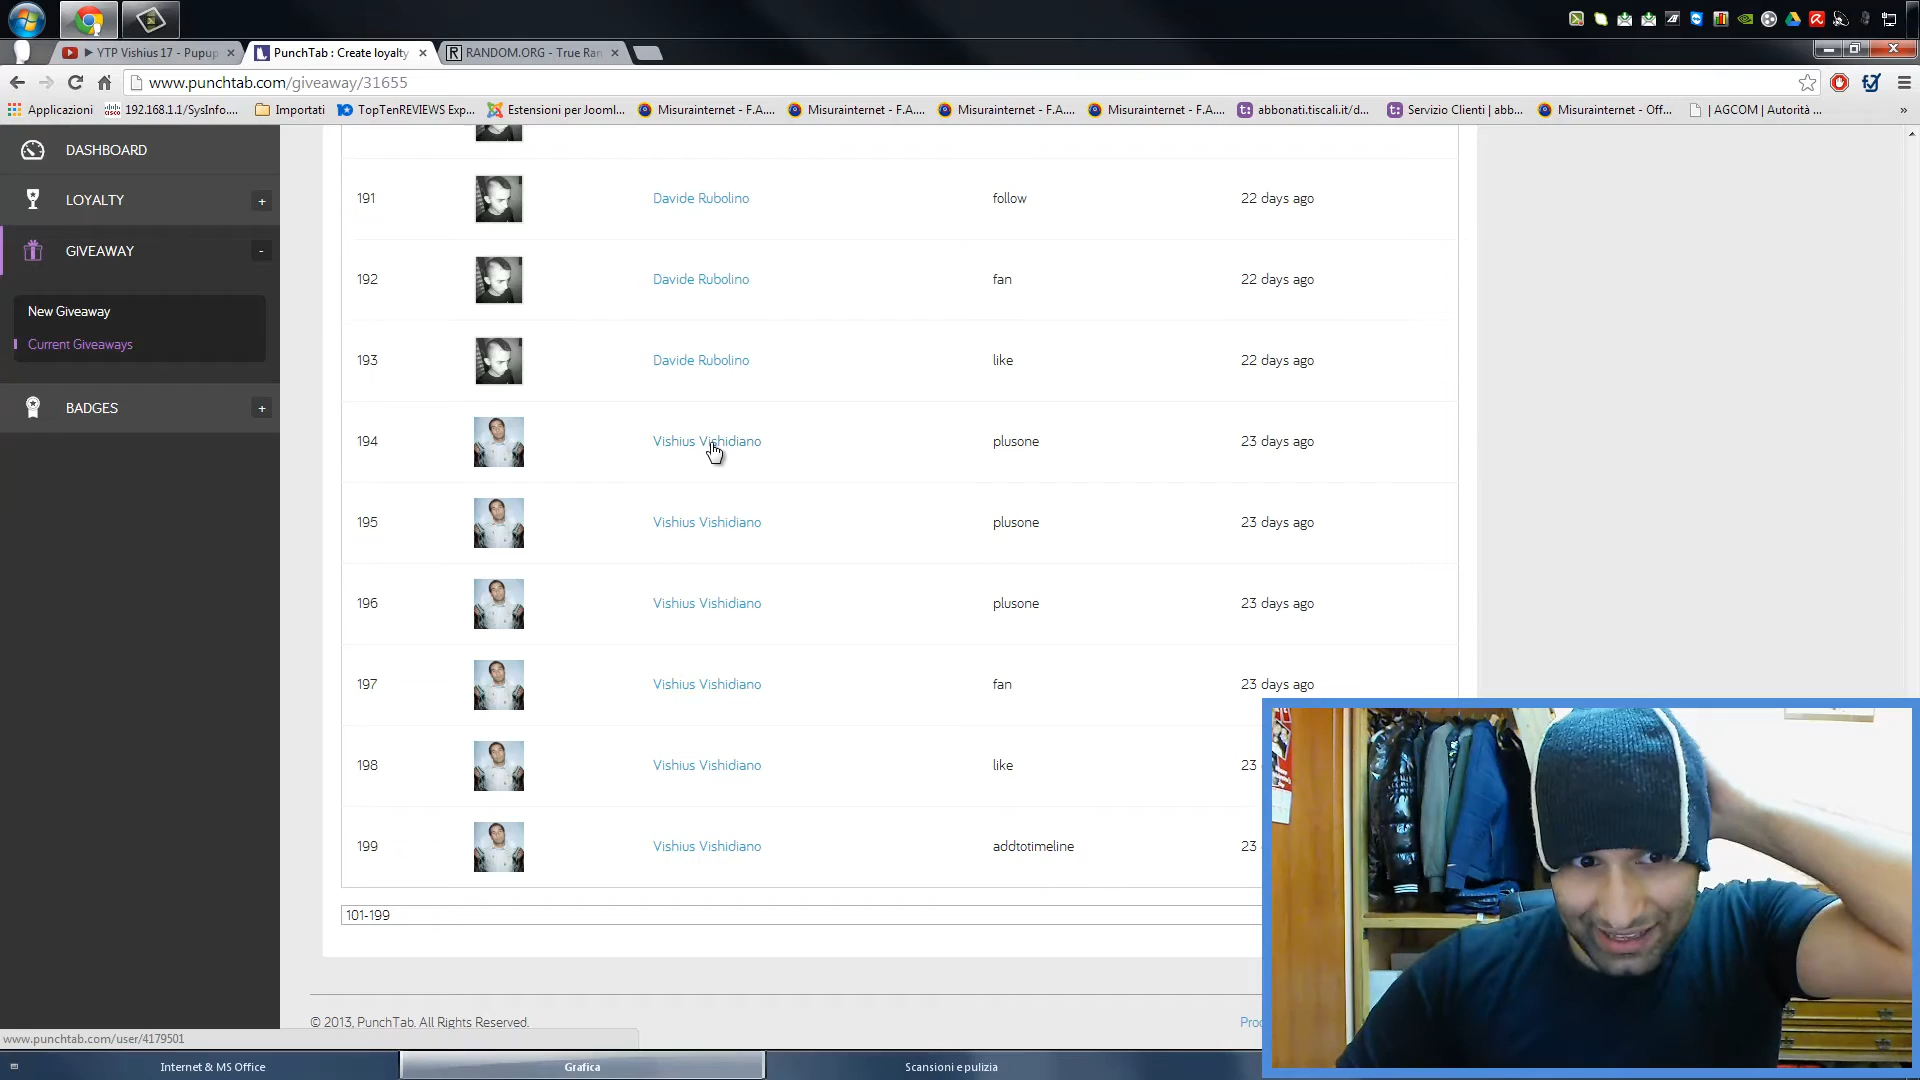 YTP Vishius 17 - Pupup
PunchTab : Create loyalty
RANDOM.ORG - True Ran
www.punchtab.com/giveaway/31655
Applicazioni
192.168.1.1/SysInfo....
Importati
TopTenREVIEWS Exp...
Estensioni per Jooml...
Misurainternet - F.A....
Misurainternet - F.A....
Misurainternet - F.A....
Misurainternet - F.A....
abbonati.tiscali.it/d...
Servizio Clienti | abb...
Misurainternet - Off...
| AGCOM | Autorità ...
DASHBOARD
LOYALTY +
GIVEAWAY -
New Giveaway
Current Giveaways
BADGES +
191 Davide Rubolino follow 22 days ago
192 Davide Rubolino fan 22 days ago
193 Davide Rubolino like 22 days ago
194 Vishius Vishidiano plusone 23 days ago
195 Vishius Vishidiano plusone 23 days ago
196 Vishius Vishidiano plusone 23 days ago
197 Vishius Vishidiano fan 23 days ago
198 Vishius Vishidiano like 23
199 Vishius Vishidiano addtotimeline 23
101-199
© 2013, PunchTab. All Rights Reserved.
www.punchtab.com/user/4179501
Internet & MS Office
Grafica
Scansioni e pulizia